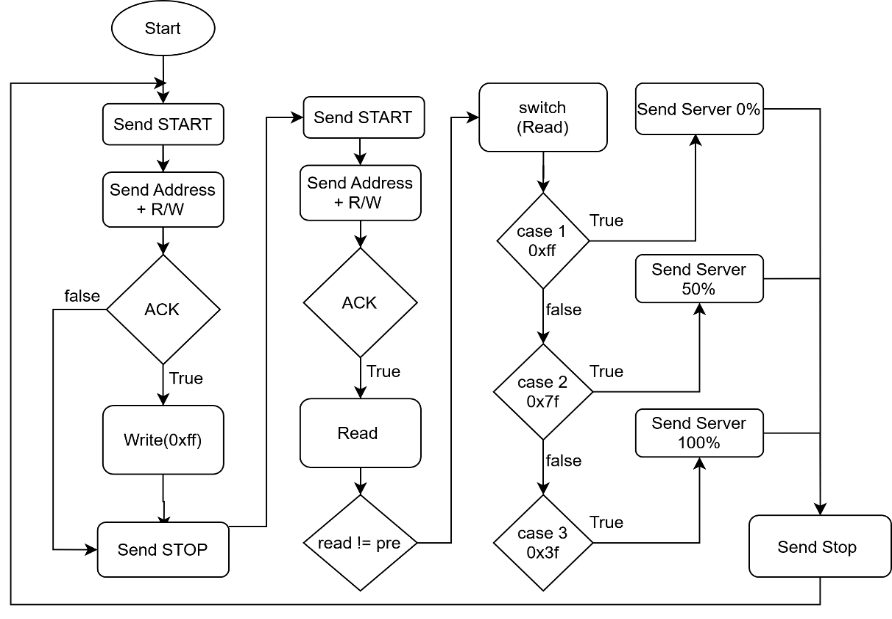 Start
Send START
Send Address
+ R/W
ACK
false
True
Write(0xff)
Send STOP
Send START
Send Address
+ R/W
ACK
True
Read
read != pre
switch
(Read)
case 1
0xff
True
false
case 2
0x7f
True
false
case 3
0x3f
True
Send Server 0%
Send Server
50%
Send Server
100%
Send Stop